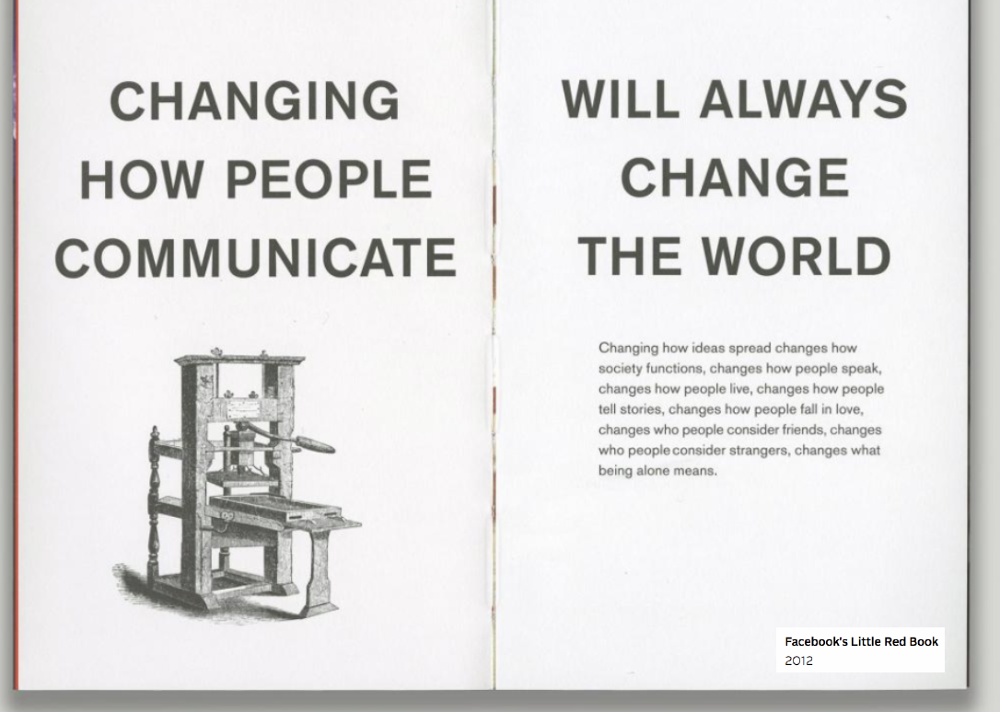 CHANGING
HOW PEOPLE
COMMUNICATE
WILL ALWAYS
CHANGE
THE WORLD
Changing how ideas spread changes how
society functions, changes how people speak,
changes how people live, changes how people
tell stories, changes how people fall in love,
changes who people consider friends, changes
who people consider strangers, changes what
being alone means.
Facebook's Little Red Book
2012